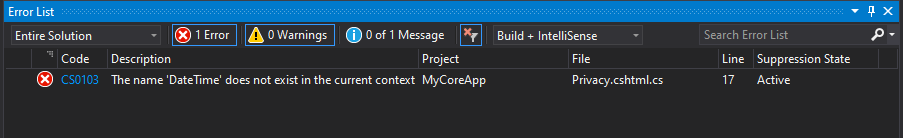 Error List
Entire Solution 1 Error 0 Warnings 0 of 1 Message Build + IntelliSense Search Error List
Code Description Project File Line Suppression State
CS0103 The name 'DateTime' does not exist in the current context MyCoreApp Privacy.cshtml.cs 17 Active